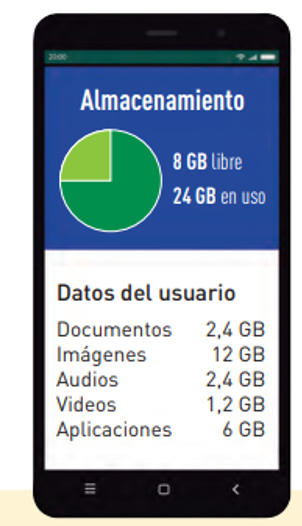 20:00
Almacenamiento
8 GB libre
24 GB en uso
Datos del usuario
Documentos 2,4 GB
Imágenes 12 GB
Audios 2,4 GB
Videos 1,2 GB
Aplicaciones 6 GB